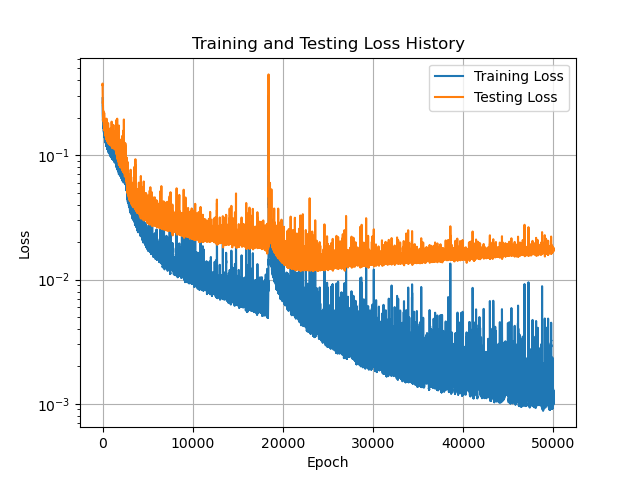 Training and Testing Loss History
Training Loss
Testing Loss
10⁻¹
10⁻²
10⁻³
Loss
0 10000 20000 30000 40000 50000
Epoch